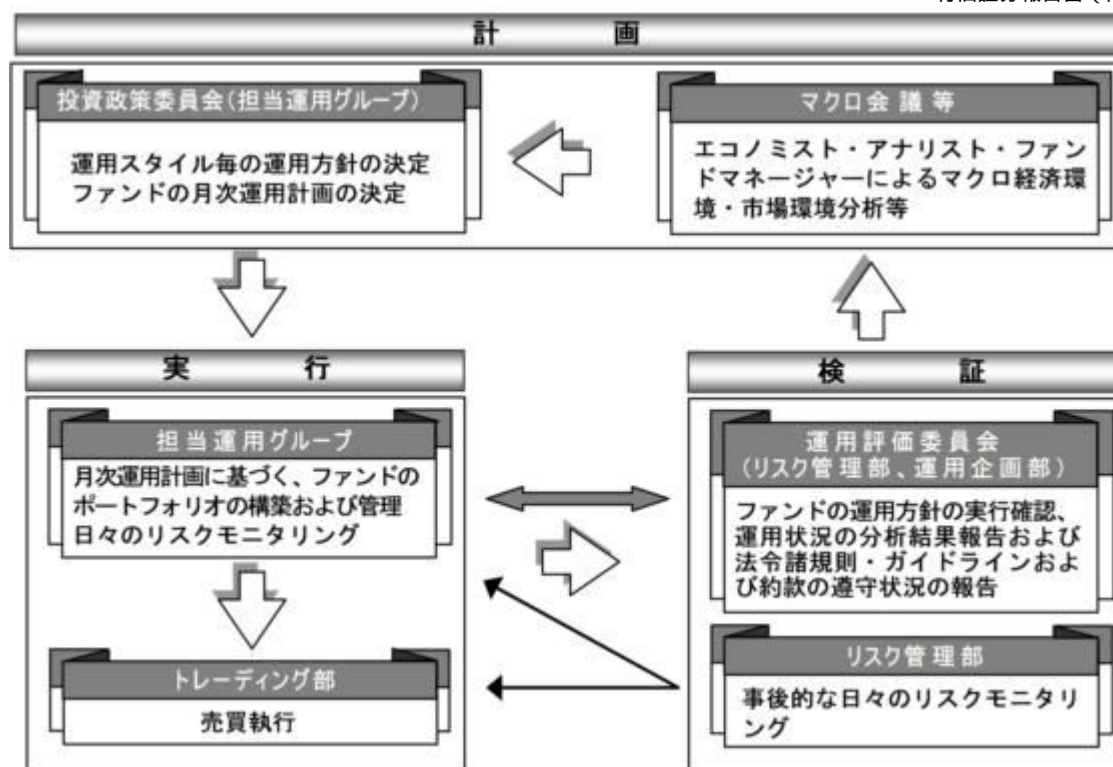 計 画
投資政策委員会(担当運用グループ)
運用スタイル毎の運用方針の決定
ファンドの月次運用計画の決定
マクロ会議等
エコノミスト・アナリスト・ファン
ドマネージャーによるマクロ経済環
境・市場環境分析等
実 行
担当運用グループ
月次運用計画に基づく、ファンドの
ポートフォリオの構築および管理
日々のリスクモニタリング
トレーディング部
売買執行
検 証
運用評価委員会
(リスク管理部、運用企画部)
ファンドの運用方針の実行確認、
運用状況の分析結果報告および
法令諸規則・ガイドラインおよ
び約款の遵守状況の報告
リスク管理部
事後的な日々のリスクモニタリ
ング